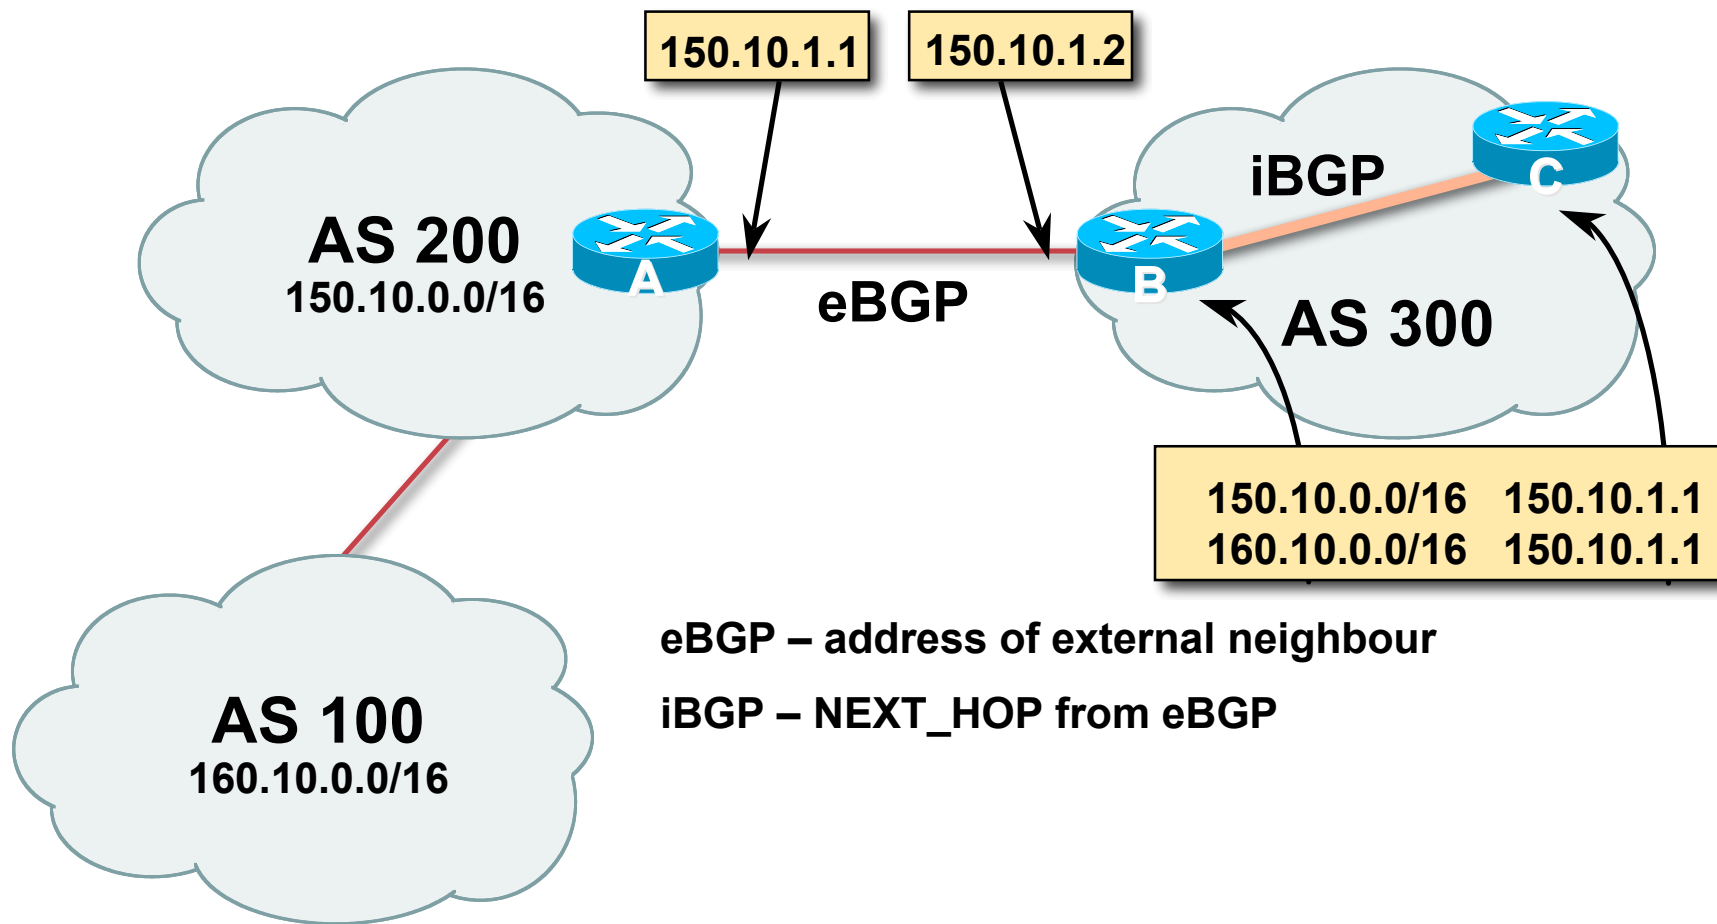 150.10.1.1
150.10.1.2
iBGP
C
AS 200
150.10.0.0/16
A
B
eBGP
AS 300
150.10.0.0/16 150.10.1.1
160.10.0.0/16 150.10.1.1
eBGP – address of external neighbour
iBGP – NEXT_HOP from eBGP
AS 100
160.10.0.0/16